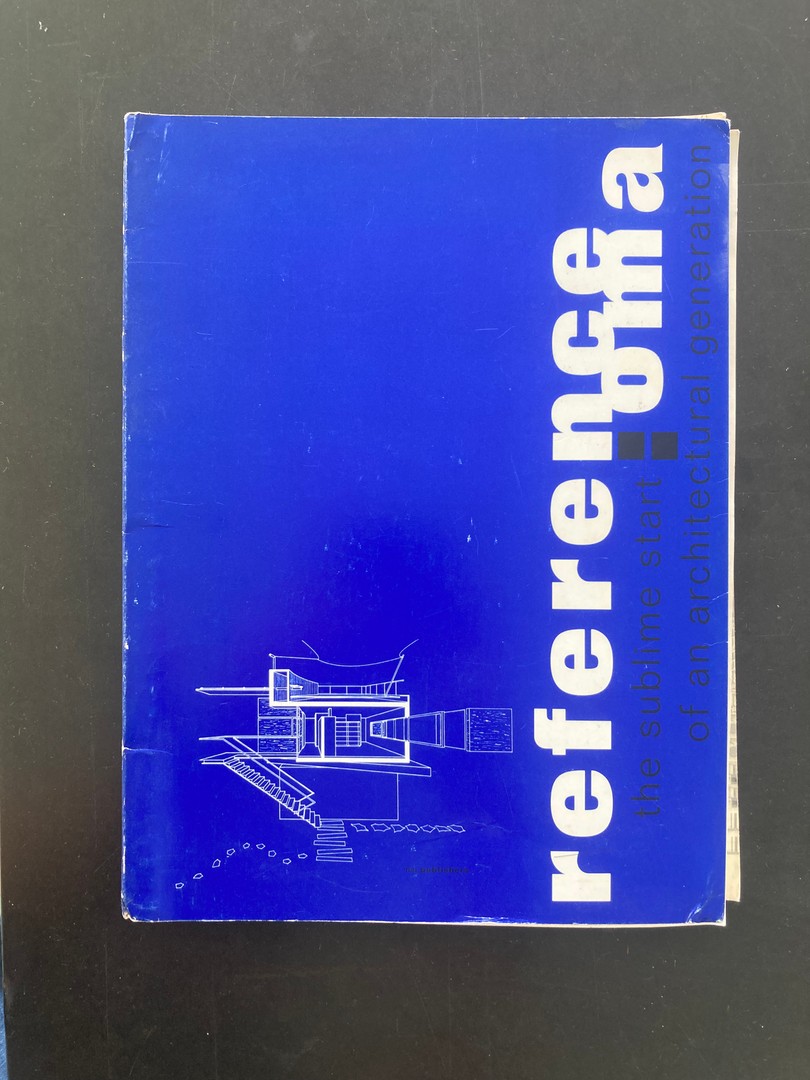 reference
: oma
the sublime start
of an architectural generation